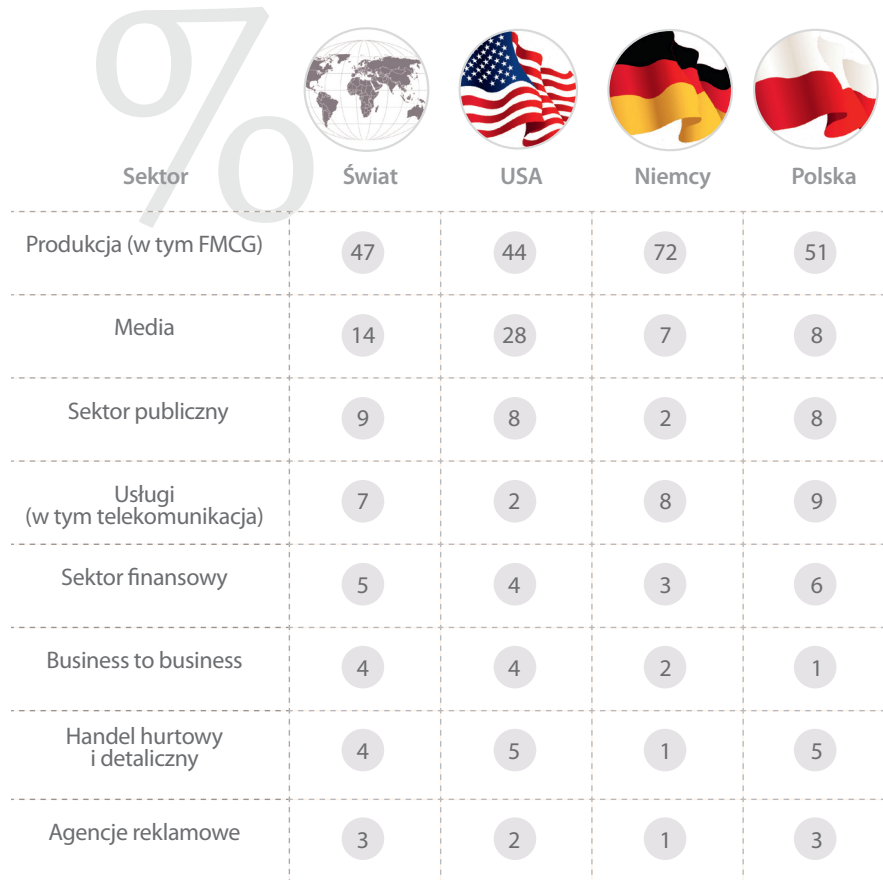 %
Sektor Świat USA Niemcy Polska
Produkcja (w tym FMCG) 47 44 72 51
Media 14 28 7 8
Sektor publiczny 9 8 2 8
Usługi
(w tym telekomunikacja) 7 2 8 9
Sektor finansowy 5 4 3 6
Business to business 4 4 2 1
Handel hurtowy
i detaliczny 4 5 1 5
Agencje reklamowe 3 2 1 3